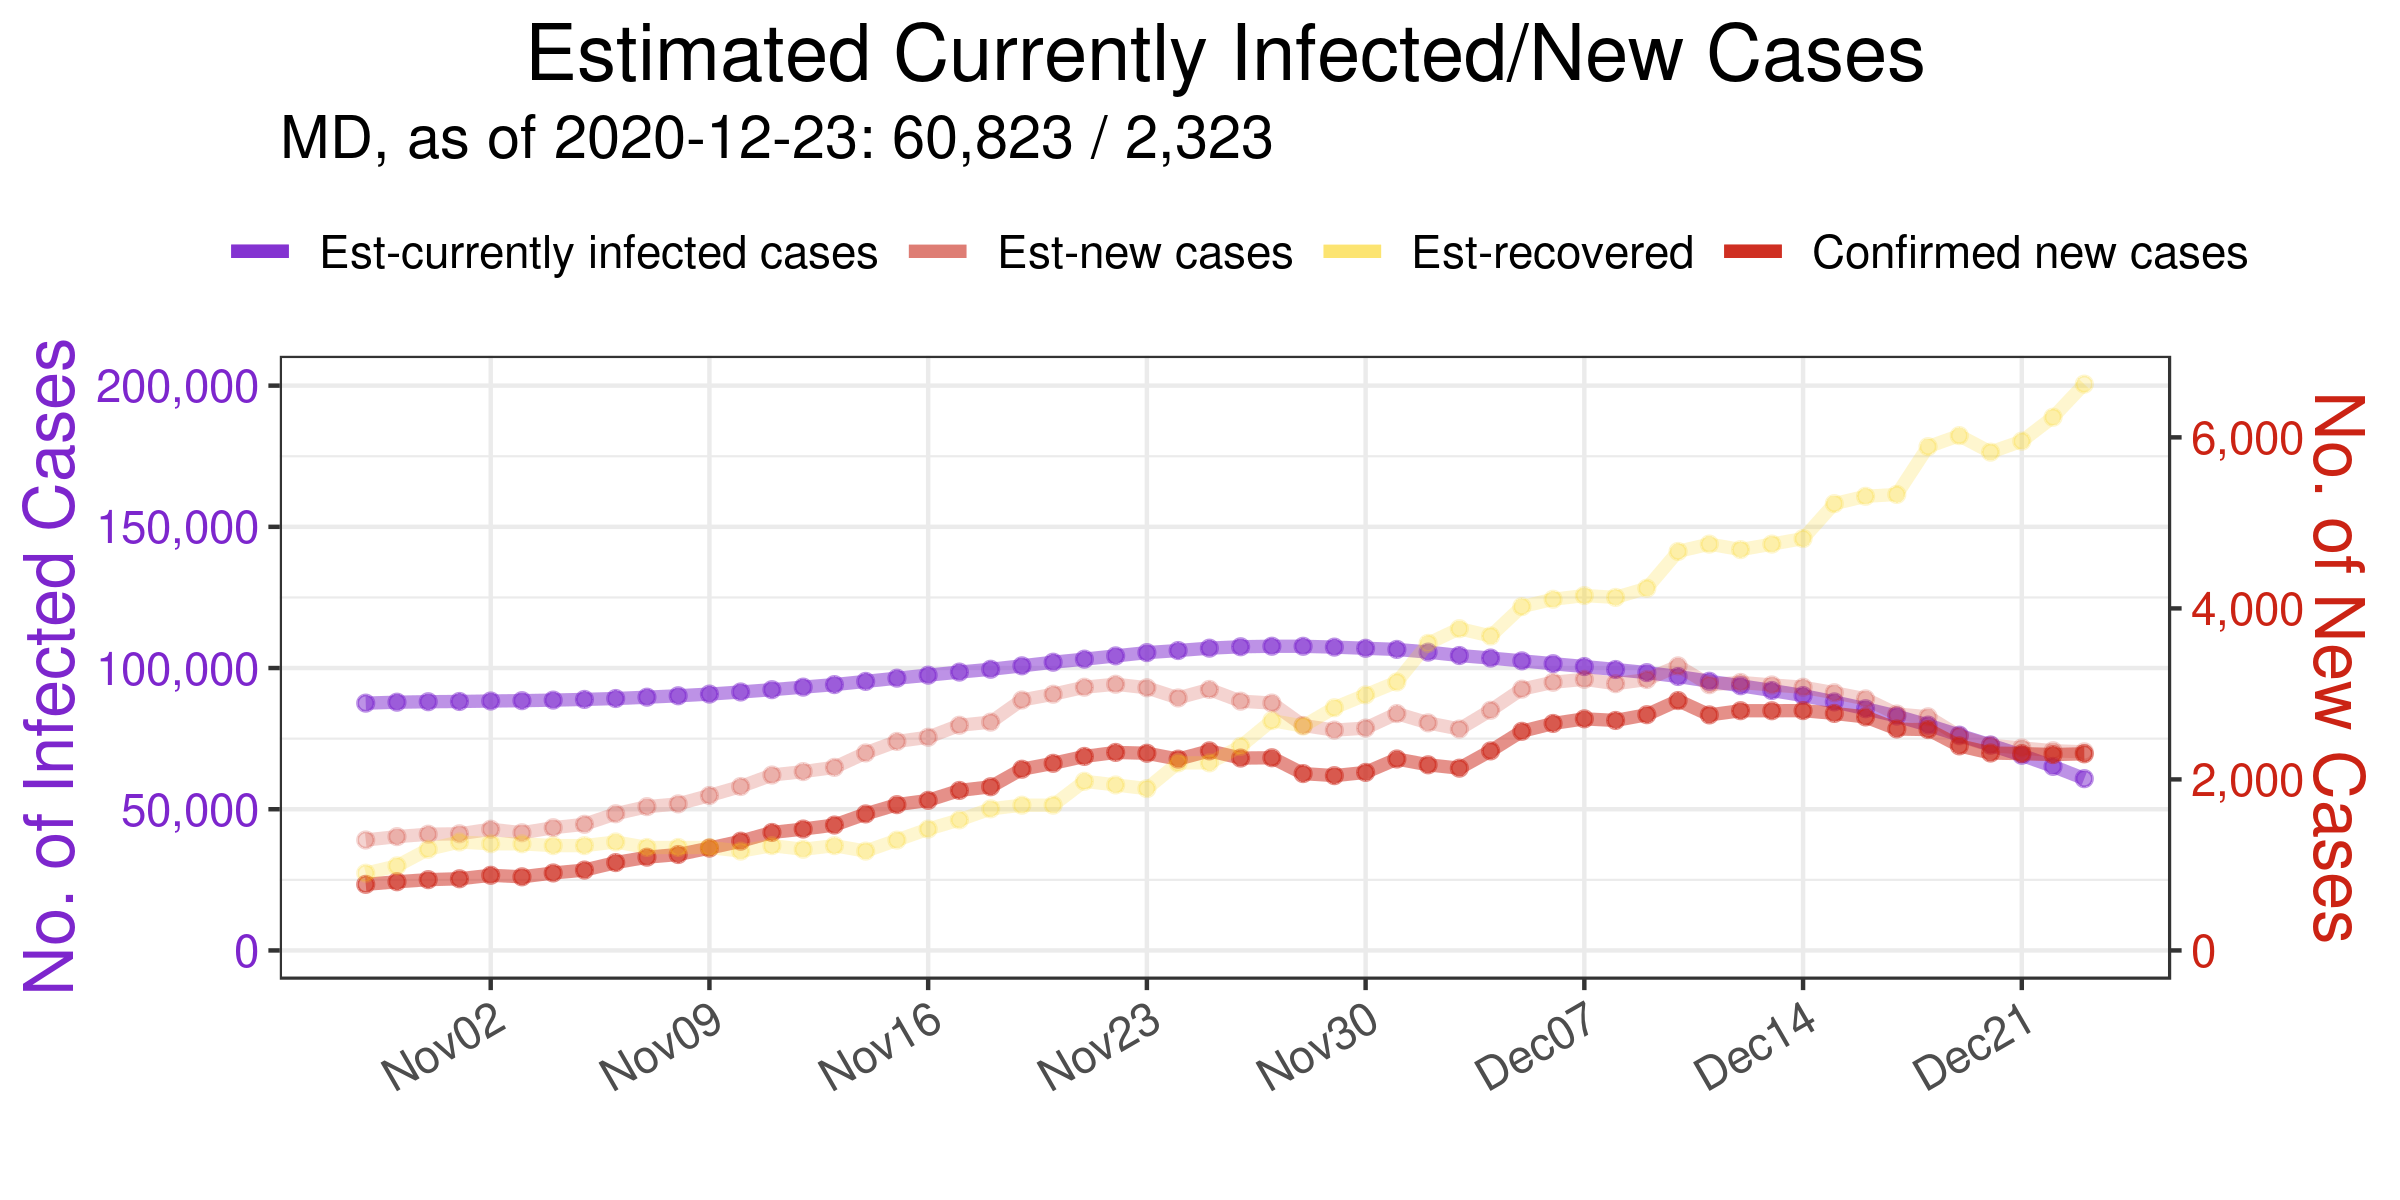 Estimated Currently Infected/New Cases
MD, as of 2020-12-23: 60,823 / 2,323
Est-currently infected cases Est-new cases Est-recovered Confirmed new cases
No. of Infected Cases
200,000
150,000
100,000
50,000
0
6,000
4,000
2,000
0
No. of New Cases
Nov02 Nov09 Nov16 Nov23 Nov30 Dec07 Dec14 Dec21